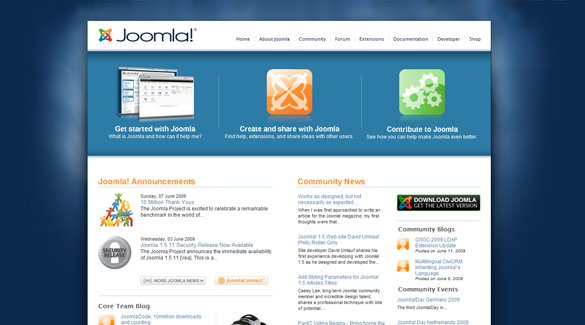 Joomla!®
Home About Joomla Community Forum Extensions Documentation Developer Shop
Get started with Joomla
What is Joomla and how can it help me?
Create and share with Joomla
Find help, extensions, and share ideas with other users.
Contribute to Joomla
See how you can help make Joomla even better.
Joomla! Announcements
Sunday, 07 June 2009
10 Million Thank Yous
The Joomla Project is excited to celebrate a remarkable
benchmark in the world of...
SECURITY
RELEASE
Wednesday, 03 June 2009
Joomla 1.5.11 Security Release Now Available
The Joomla Project announces the immediate availability
of Joomla 1.5.11 [Vea]. This is a...
MORE JOOMLA NEWS »
JoomlaConnect
Core Team Blog
JoomlaCode, 10million downloads
and counting
Community News
Works as designed, but not
necessarily as expected...
When I was first approached to write an
article for the Joomla magazine, my first
thoughts were that...
Joomla! 1.5 Web site David Umlauf
Philly Roller Girls
Site developer David Umlauf shares his
first experience developing with Joomla!
1.5 as he designed and developed the...
Add String Parameters for Joomla!
1.5 Articles Titles
Casey Lee, long-term Joomla! community
member and incredible design talent,
shares a professional technique with lots
of potential...
PackT Voting Begins - Bring home the
DOWNLOAD JOOMLA
GET THE LATEST VERSION
Community Blogs
GSOC 2009 LDAP
Extension Update
Posted on June 11, 2009
Multilingual CNICRM
Inheriting Joomla's
Language
Posted on June 8, 2009
Community Events
Joomla!Day Germany 2009
The third JoomlaDay in...
Joomla! Day Netherlands 2009